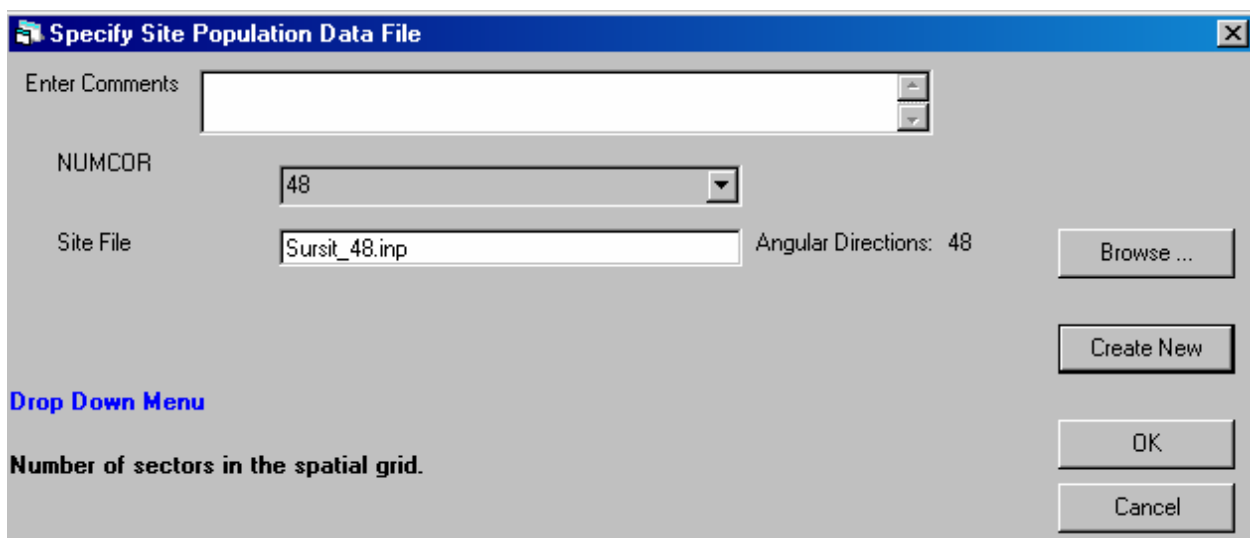 Specify Site Population Data File
Enter Comments
NUMCOR
48
Site File
Sursit_48.inp
Angular Directions: 48
Browse ...
Create New
Drop Down Menu
OK
Number of sectors in the spatial grid.
Cancel